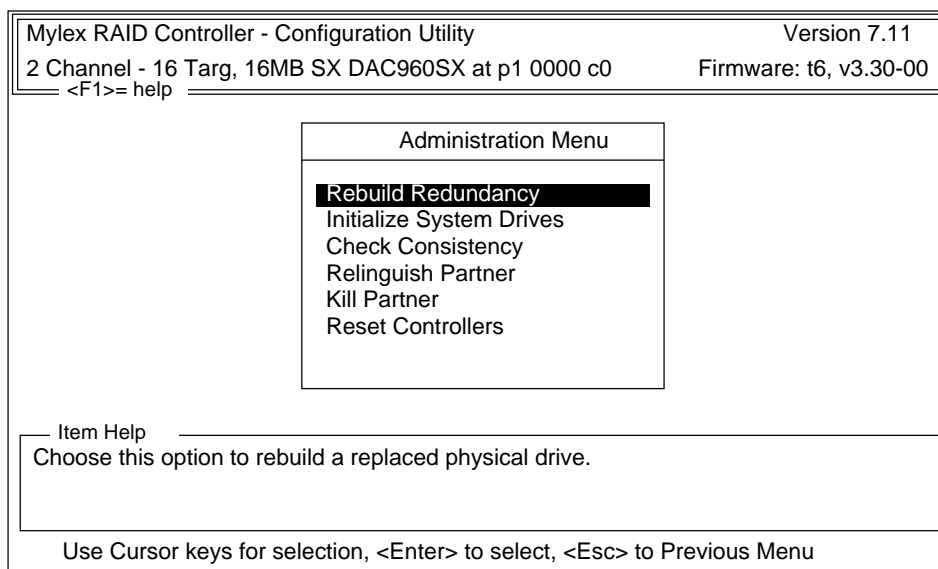 Mylex RAID Controller - Configuration Utility Version 7.11
2 Channel - 16 Targ, 16MB SX DAC960SX at p1 0000 c0 Firmware: t6, v3.30-00
<F1>= help
Administration Menu
Rebuild Redundancy
Initialize System Drives
Check Consistency
Relinguish Partner
Kill Partner
Reset Controllers
Item Help
Choose this option to rebuild a replaced physical drive.
Use Cursor keys for selection, <Enter> to select, <Esc> to Previous Menu